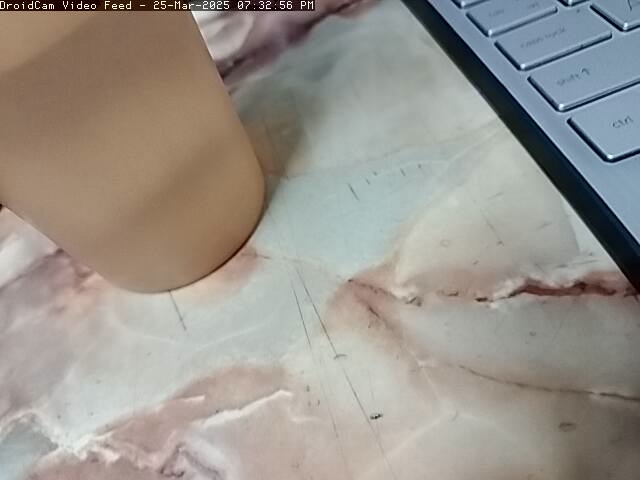 DroidCam Video Feed - 25-Mar-2025 07:32:56 PM
caps lock
shift ↑
ctrl